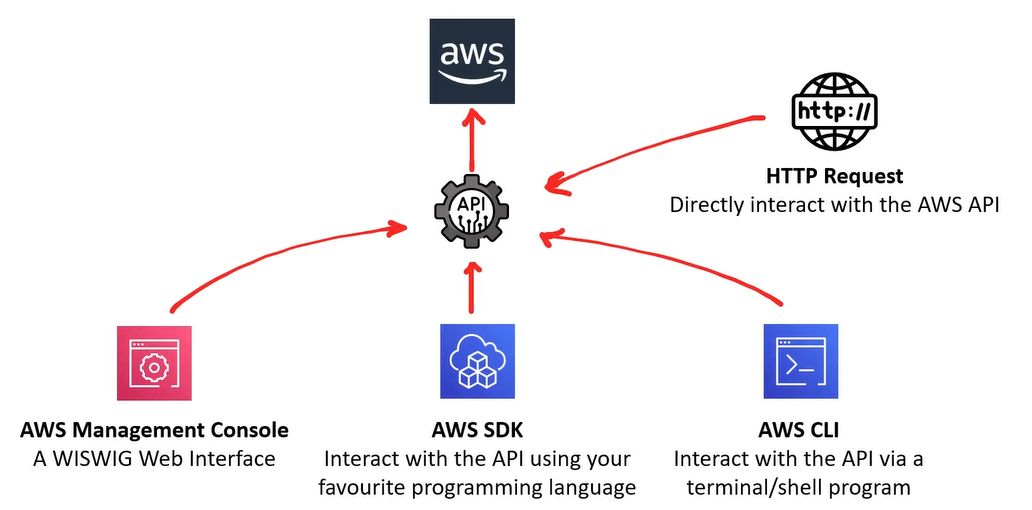 aws
http://
HTTP Request
Directly interact with the AWS API
API
AWS Management Console
A WISWIG Web Interface
AWS SDK
Interact with the API using your
favourite programming language
AWS CLI
Interact with the API via a
terminal/shell program